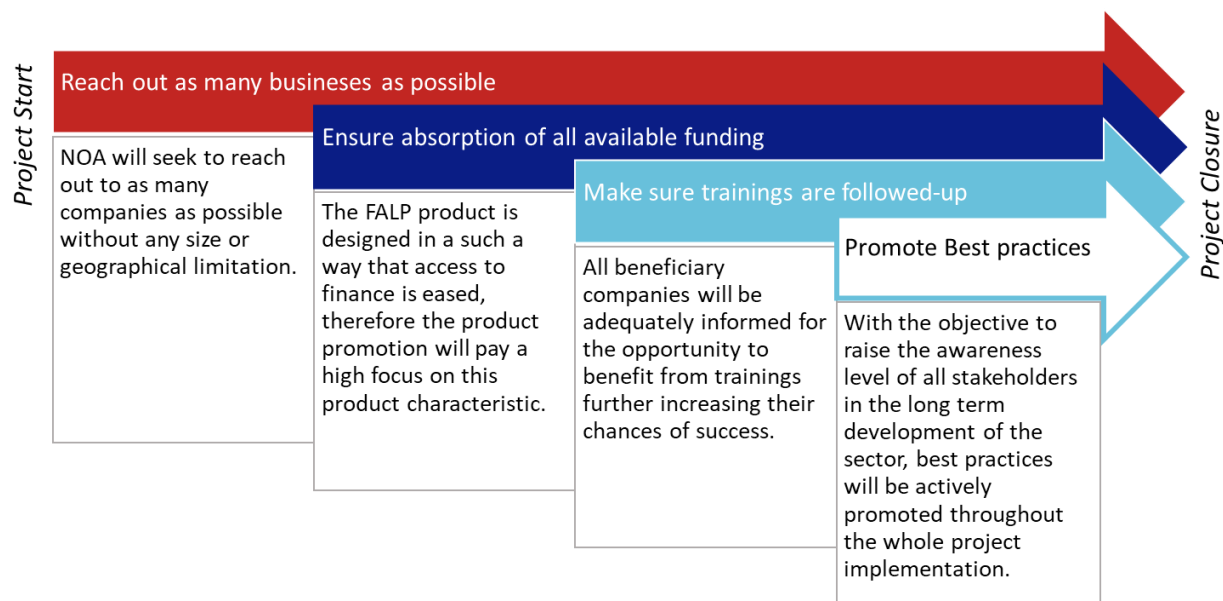 Project Start
Reach out as many busineses as possible
NOA will seek to reach
out to as many
companies as possible
without any size or
geographical limitation.
Ensure absorption of all available funding
The FALP product is
designed in a such a
way that access to
finance is eased,
therefore the product
promotion will pay a
high focus on this
product characteristic.
Make sure trainings are followed-up
All beneficiary
companies will be
adequately informed for
the opportunity to
benefit from trainings
further increasing their
chances of success.
Promote Best practices
With the objective to
raise the awareness
level of all stakeholders
in the long term
development of the
sector, best practices
will be actively
promoted throughout
the whole project
implementation.
Project Closure